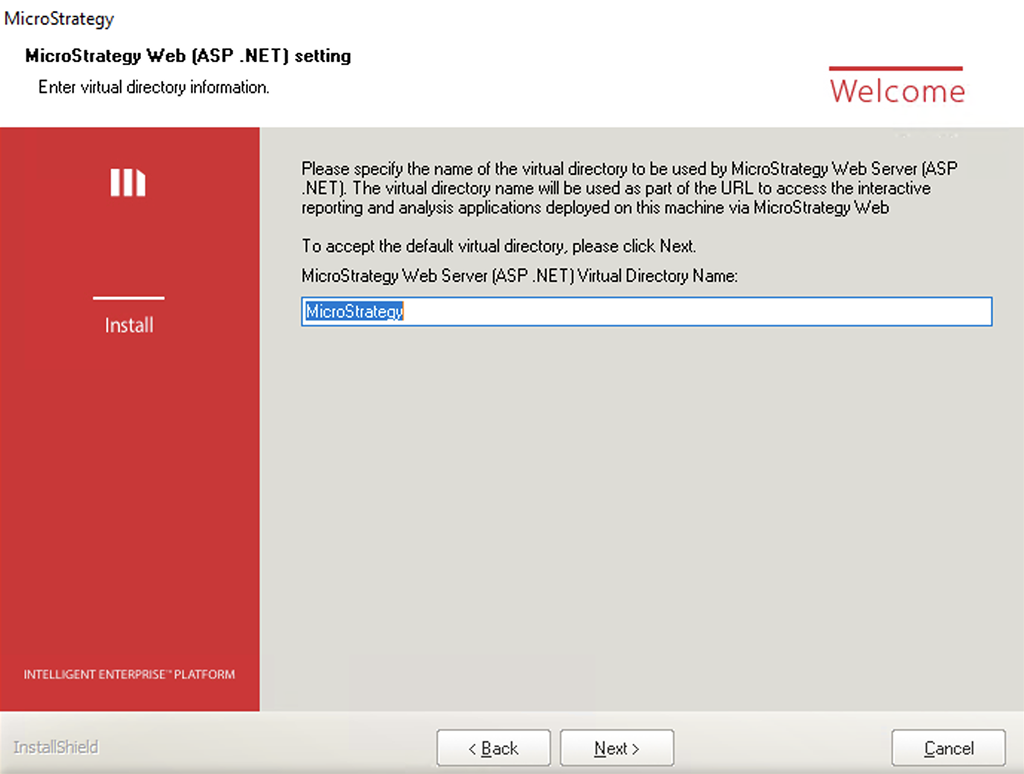 MicroStrategy
MicroStrategy Web (ASP .NET) setting
Enter virtual directory information.
Welcome
Please specify the name of the virtual directory to be used by MicroStrategy Web Server (ASP
.NET). The virtual directory name will be used as part of the URL to access the interactive
reporting and analysis applications deployed on this machine via MicroStrategy Web
To accept the default virtual directory, please click Next.
MicroStrategy Web Server (ASP .NET) Virtual Directory Name:
MicroStrategy
Install
INTELLIGENT ENTERPRISE™ PLATFORM
InstallShield
< Back
Next >
Cancel